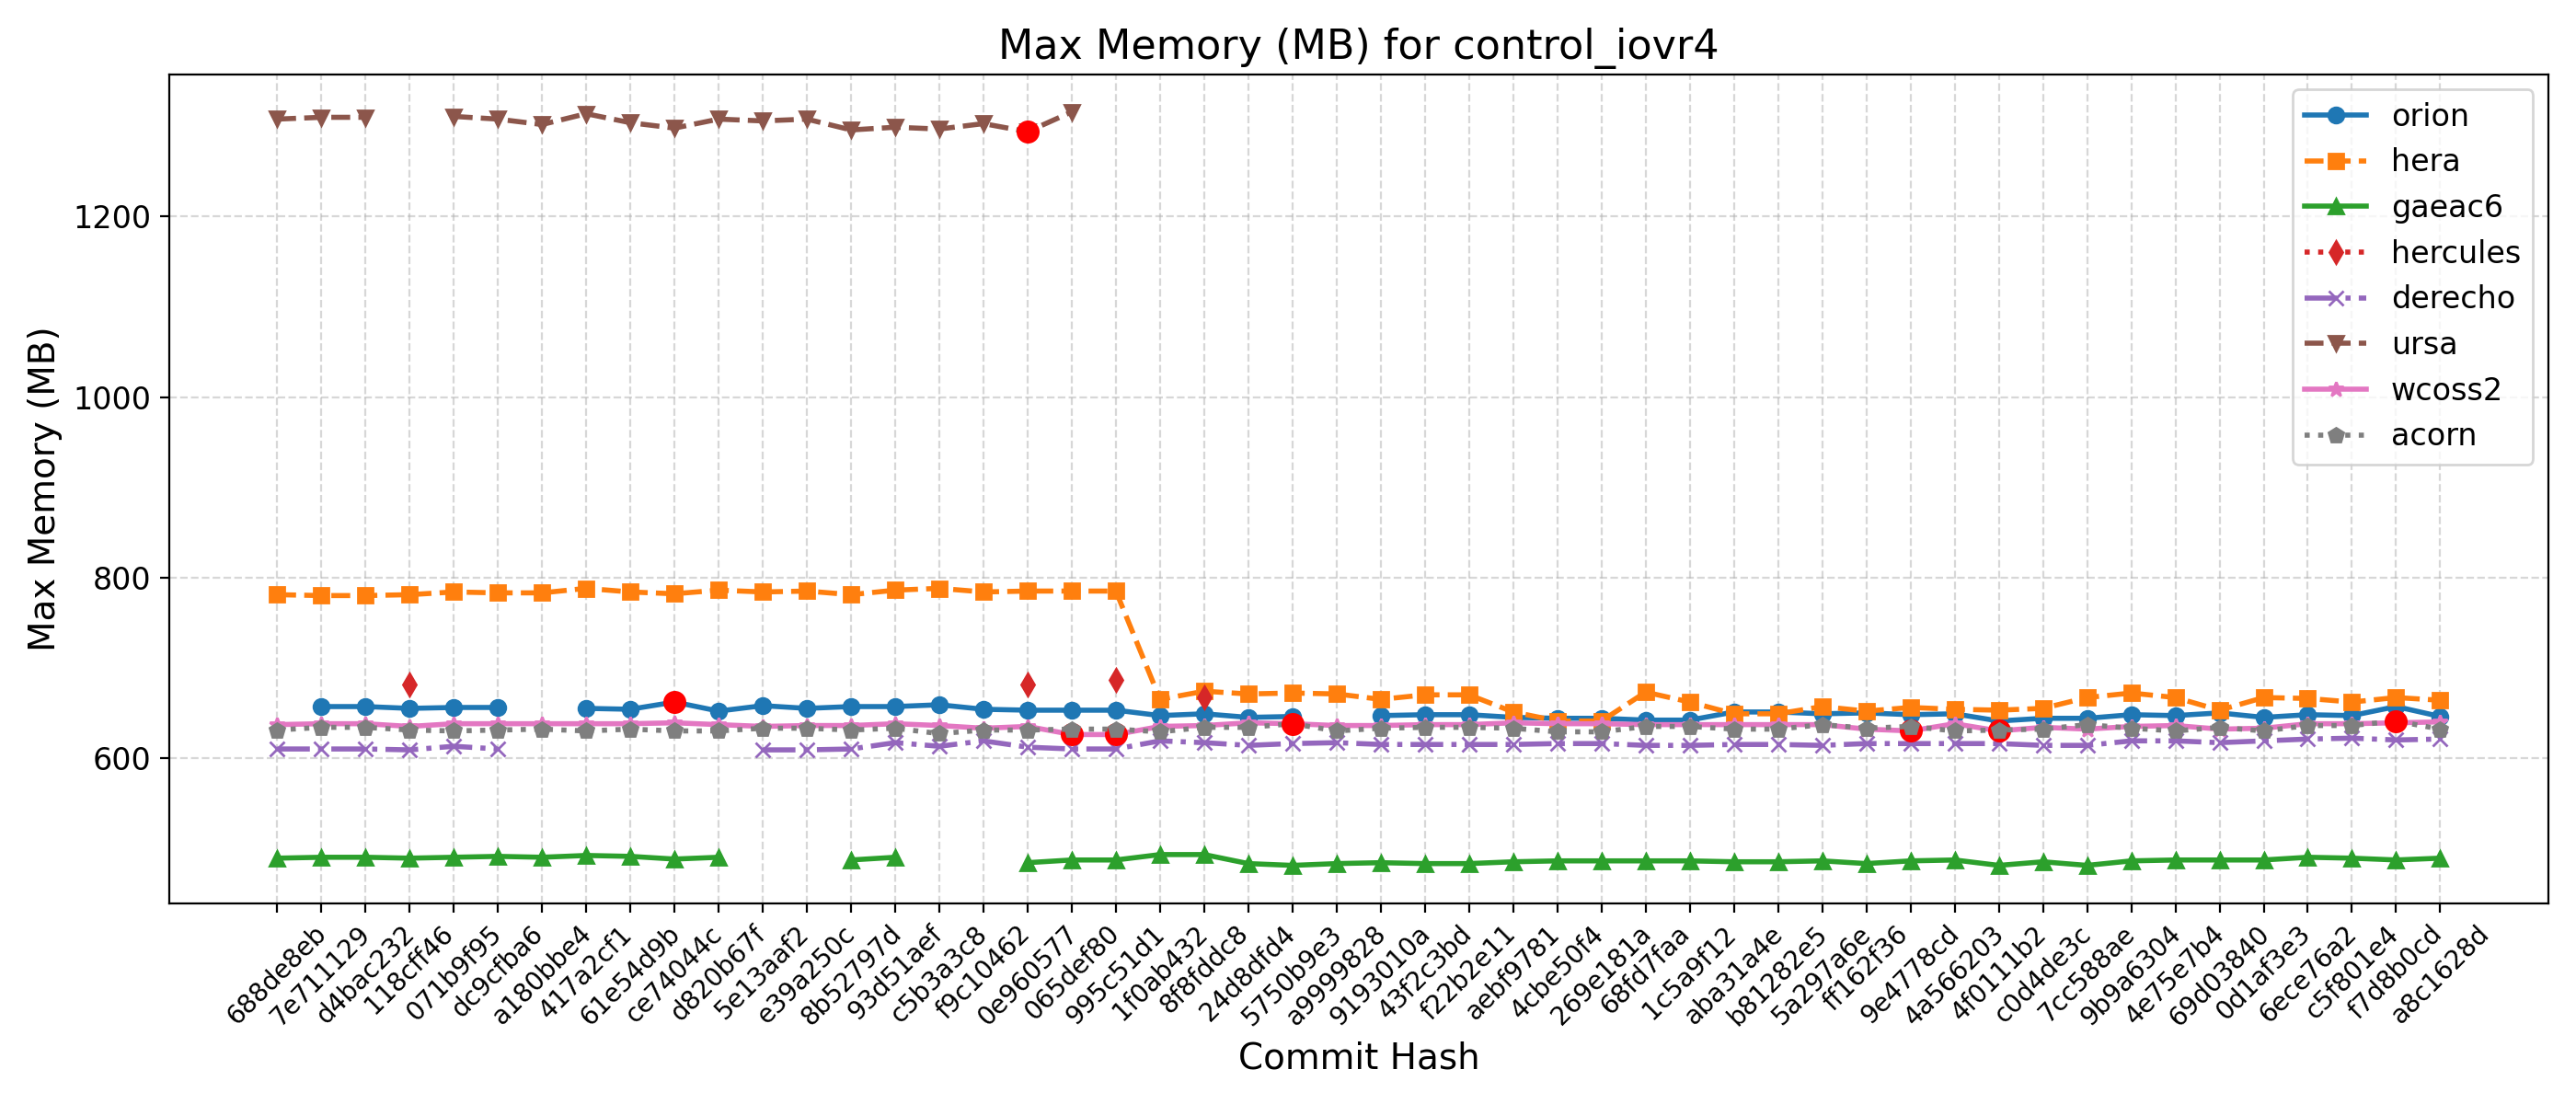 Max Memory (MB) for control_iovr4
Max Memory (MB)
1200
1000
800
600
orion
hera
gaeac6
hercules
derecho
ursa
wcoss2
acorn
688de8eb
7e711129
d4bac232
118cff46
071b9f95
dc9cfba6
a180bbe4
417a2cf1
61e54d9b
ce74044c
d820b67f
5e13aaf2
e39a250c
8b52797d
93d51aef
c5b3a3c8
f9c10462
0e960577
065def80
995c51d1
1f0ab432
8f8fddc8
24d8dfd4
5750b9e3
a9999828
9193010a
43f2c3bd
f22b2e11
aebf9781
4cbe50f4
269e181a
68fd7faa
1c5a9f12
aba31a4e
b81282e5
5a297a6e
ff162f36
9e4778cd
4a566203
4f0111b2
c0d4de3c
7cc588ae
9b9a6304
4e75e7b4
69d03840
0d1af3e3
6ece76a2
c5f801e4
f7d8b0cd
a8c1628d
Commit Hash